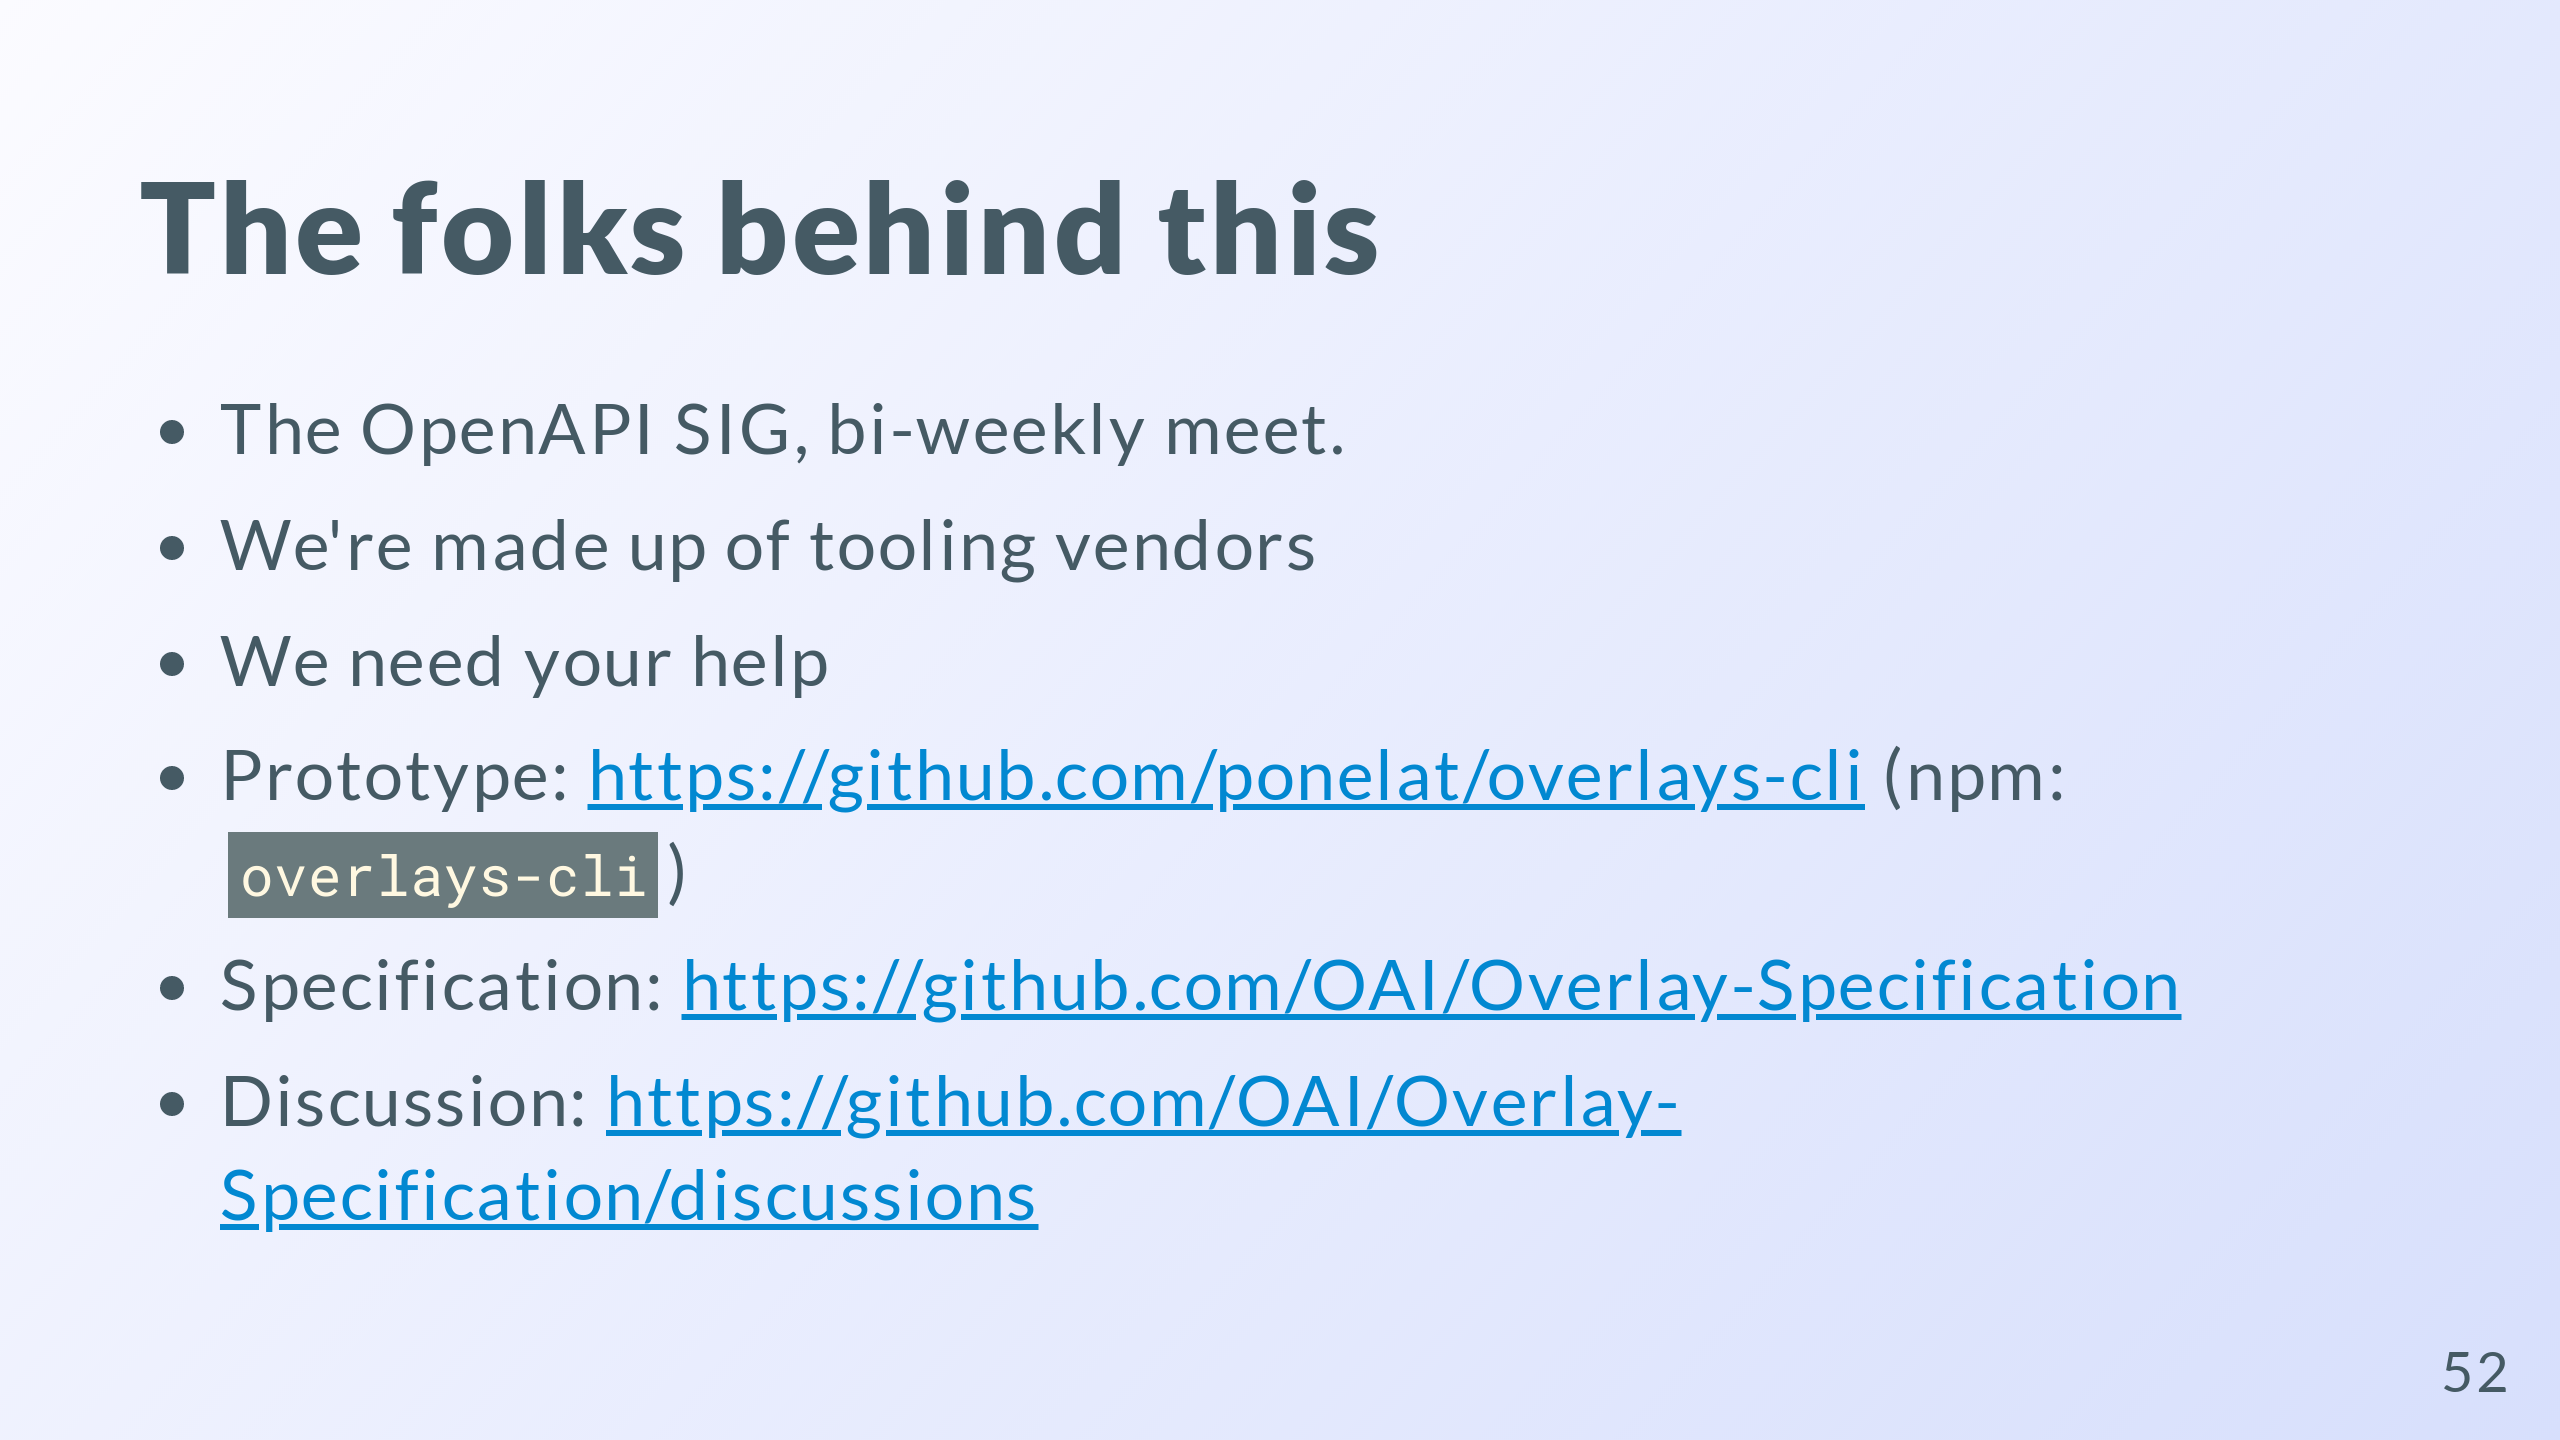 The folks behind this
• The OpenAPI SIG, bi-weekly meet.
• We're made up of tooling vendors
• We need your help
• Prototype: https://github.com/ponelat/overlays-cli (npm:
overlays-cli )
• Specification: https://github.com/OAI/Overlay-Specification
• Discussion: https://github.com/OAI/Overlay-
Specification/discussions
52